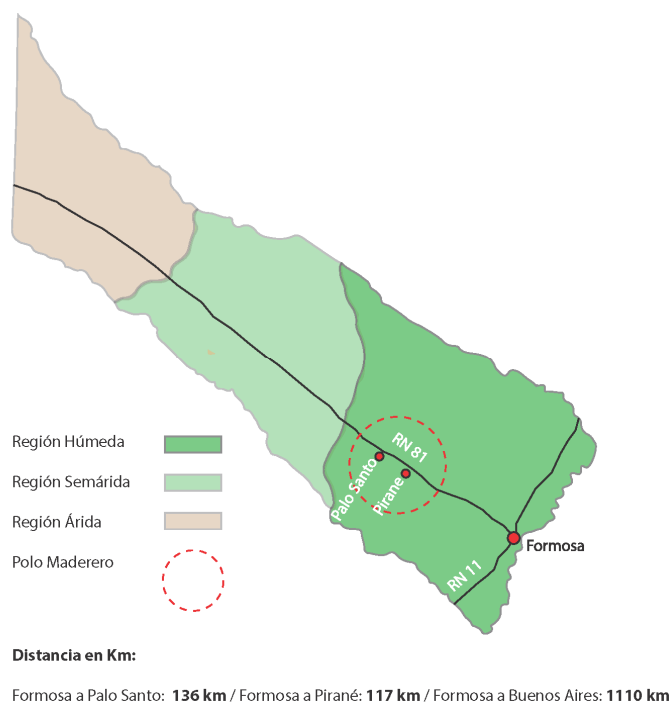 RN 81
Palo Santo
Pirane
Formosa
RN 11
Región Húmeda
Región Semárida
Región Árida
Polo Maderero
Distancia en Km:
Formosa a Palo Santo: 136 km / Formosa a Pirané: 117 km / Formosa a Buenos Aires: 1110 km